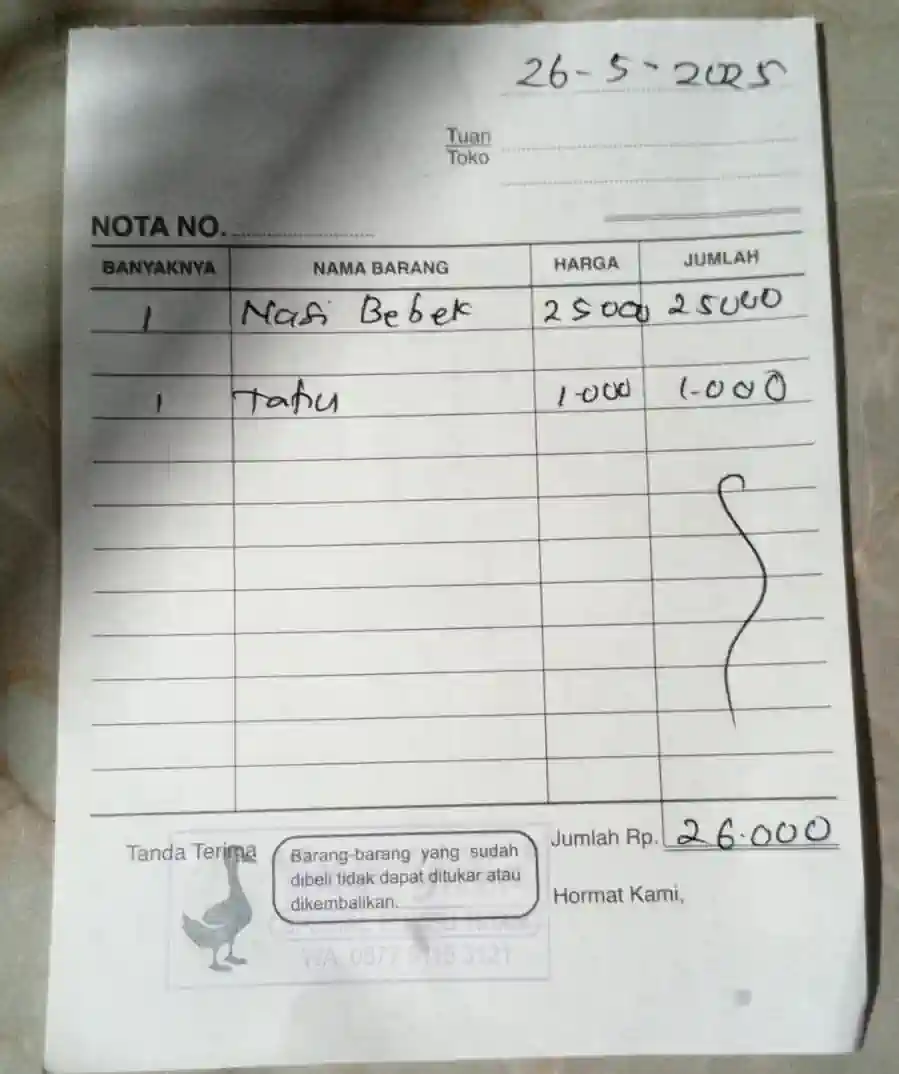 26-5-2025
Tuan
Toko
NOTA NO.
BANYAKNYA NAMA BARANG HARGA JUMLAH
1 Nasi Bebek 25000 25000
1 Tahu 1.000 1.000
Jumlah Rp. 26.000
Tanda Terima
Barang-barang yang sudah
dibeli tidak dapat ditukar atau
dikembalikan.
Hormat Kami,
WA. 0877